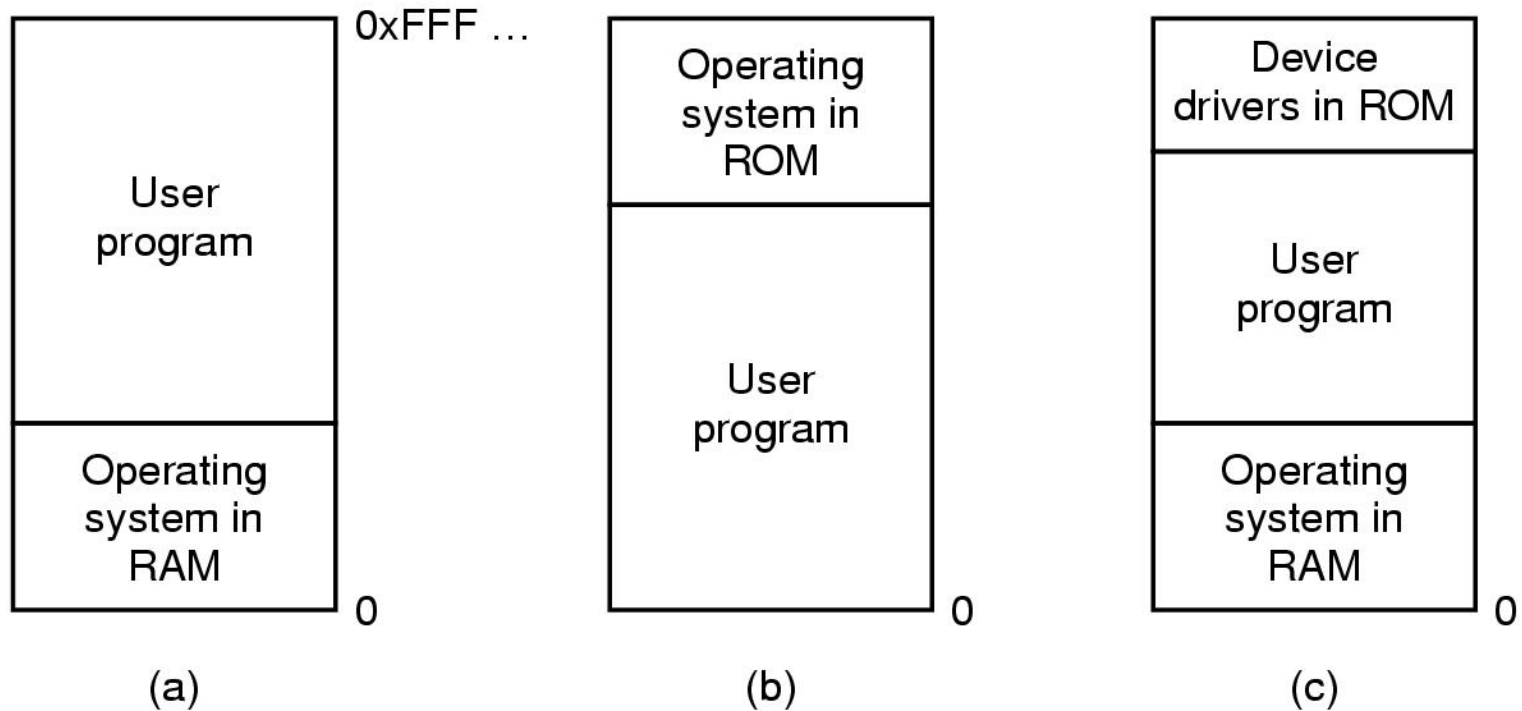 0xFFF ...
User
program
Operating
system in
RAM
0
(a)
Operating
system in
ROM
User
program
0
(b)
Device
drivers in ROM
User
program
Operating
system in
RAM
0
(c)